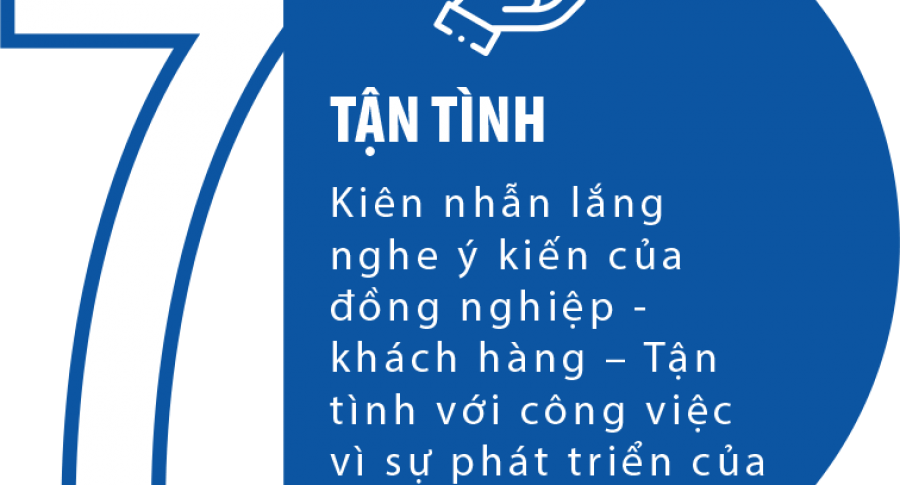 7
TẬN TÌNH
Kiên nhẫn lắng
nghe ý kiến của
đồng nghiệp -
khách hàng – Tận
tình với công việc
vì sự phát triển của